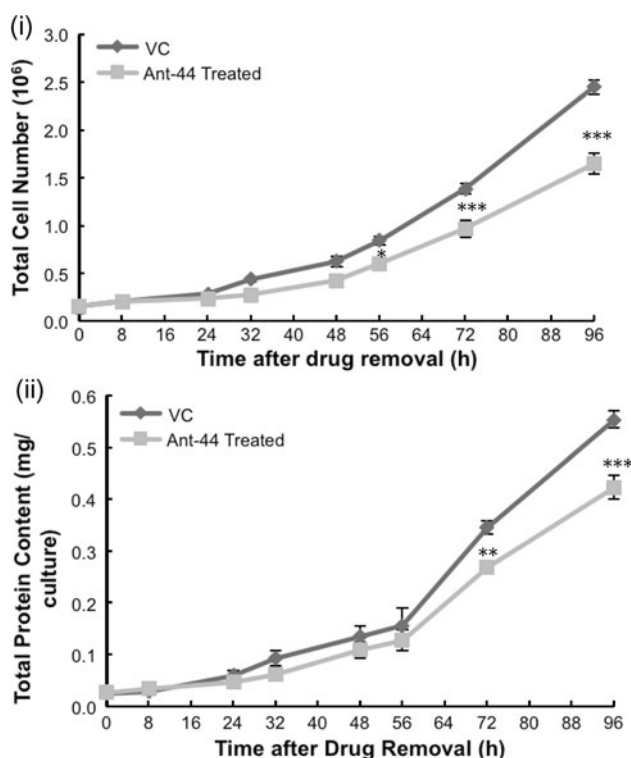 (i)
VC
Ant-44 Treated
Total Cell Number (10⁶)
3.0
2.5
2.0
1.5
1.0
0.5
0.0
*
***
***
0 8 16 24 32 40 48 56 64 72 80 88 96
Time after drug removal (h)
(ii)
VC
Ant-44 Treated
Total Protein Content (mg/
culture)
0.6
0.5
0.4
0.3
0.2
0.1
0.0
**
***
0 8 16 24 32 40 48 56 64 72 80 88 96
Time after Drug Removal (h)